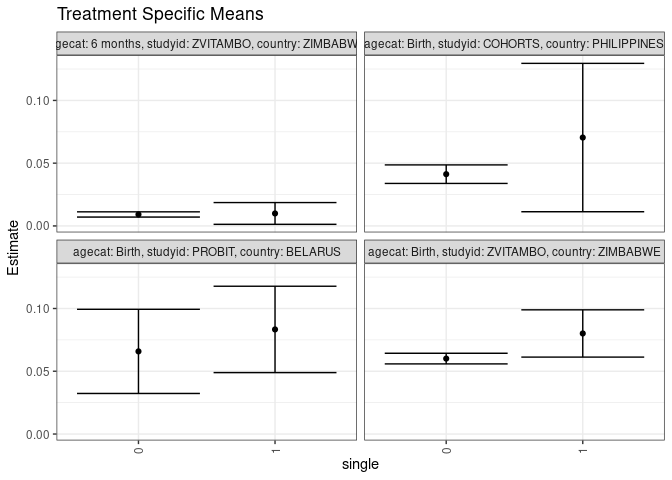 Treatment Specific Means
agecat: 6 months, studyid: ZVITAMBO, country: ZIMBABW
agecat: Birth, studyid: COHORTS, country: PHILIPPINES
0.10
0.05
0.00
agecat: Birth, studyid: PROBIT, country: BELARUS
agecat: Birth, studyid: ZVITAMBO, country: ZIMBABWE
0.10
0.05
0.00
Estimate
0 1 0 1
single